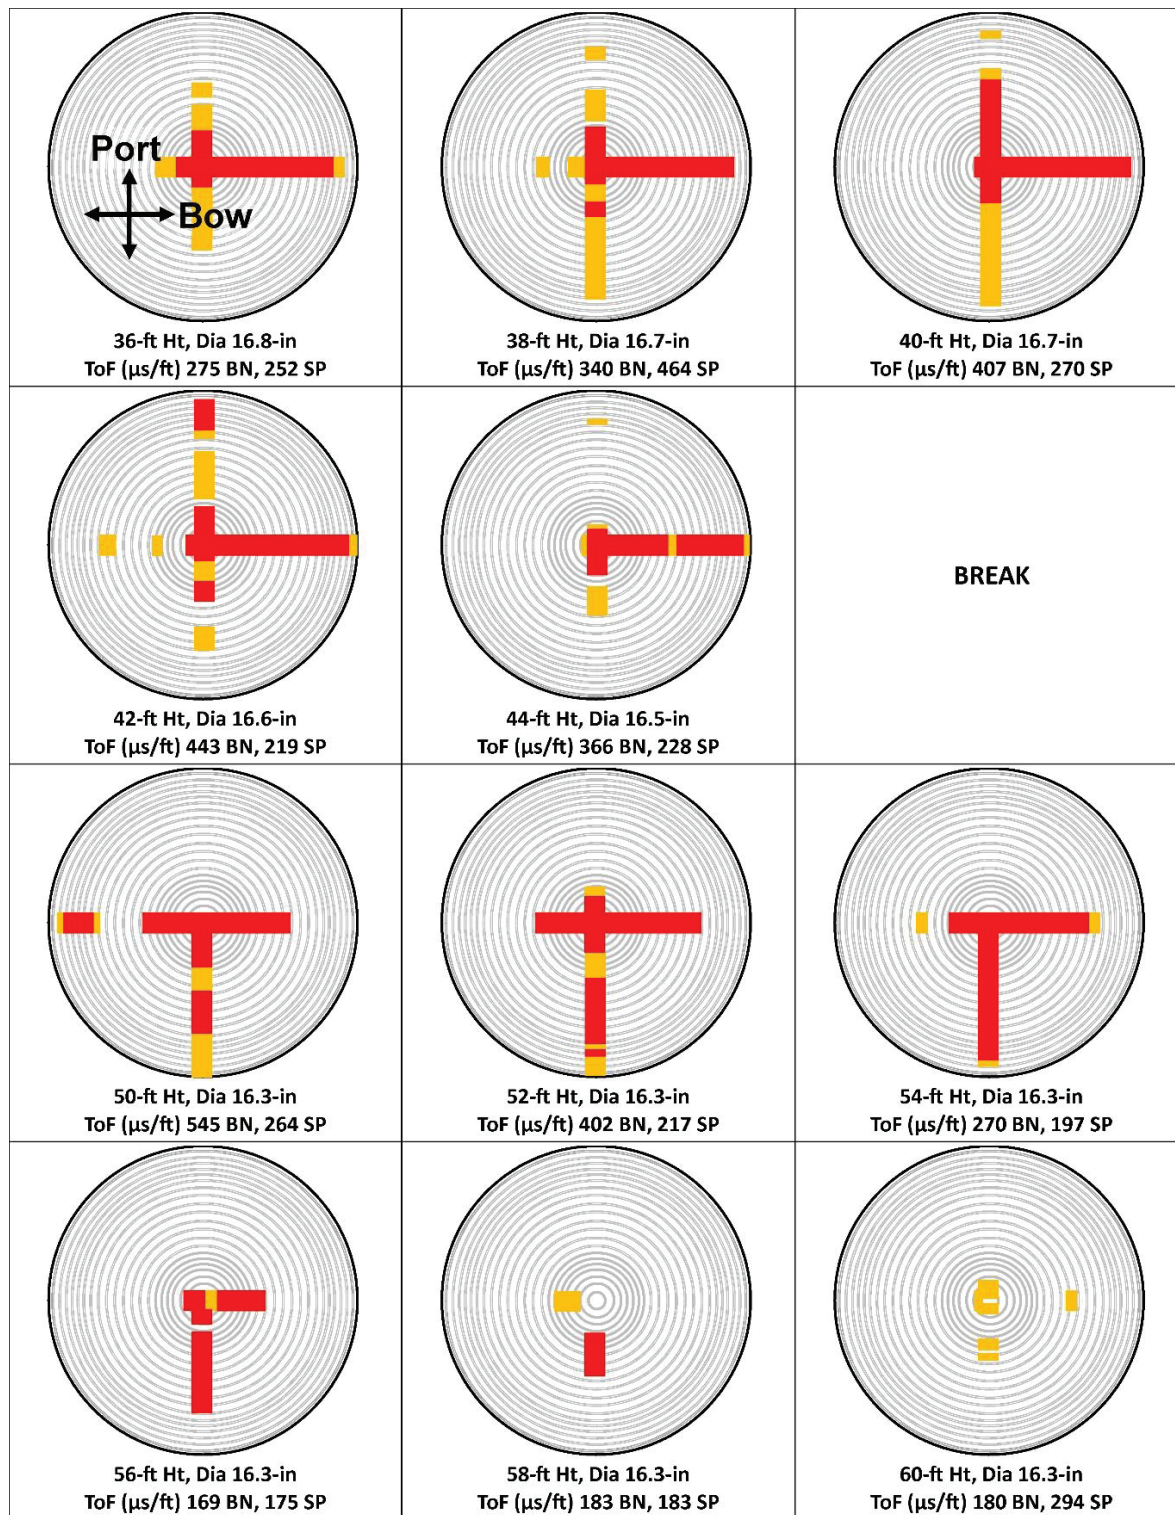 Port
Bow
36-ft Ht, Dia 16.8-in
ToF (µs/ft) 275 BN, 252 SP
38-ft Ht, Dia 16.7-in
ToF (µs/ft) 340 BN, 464 SP
40-ft Ht, Dia 16.7-in
ToF (µs/ft) 407 BN, 270 SP
42-ft Ht, Dia 16.6-in
ToF (µs/ft) 443 BN, 219 SP
44-ft Ht, Dia 16.5-in
ToF (µs/ft) 366 BN, 228 SP
BREAK
50-ft Ht, Dia 16.3-in
ToF (µs/ft) 545 BN, 264 SP
52-ft Ht, Dia 16.3-in
ToF (µs/ft) 402 BN, 217 SP
54-ft Ht, Dia 16.3-in
ToF (µs/ft) 270 BN, 197 SP
56-ft Ht, Dia 16.3-in
ToF (µs/ft) 169 BN, 175 SP
58-ft Ht, Dia 16.3-in
ToF (µs/ft) 183 BN, 183 SP
60-ft Ht, Dia 16.3-in
ToF (µs/ft) 180 BN, 294 SP